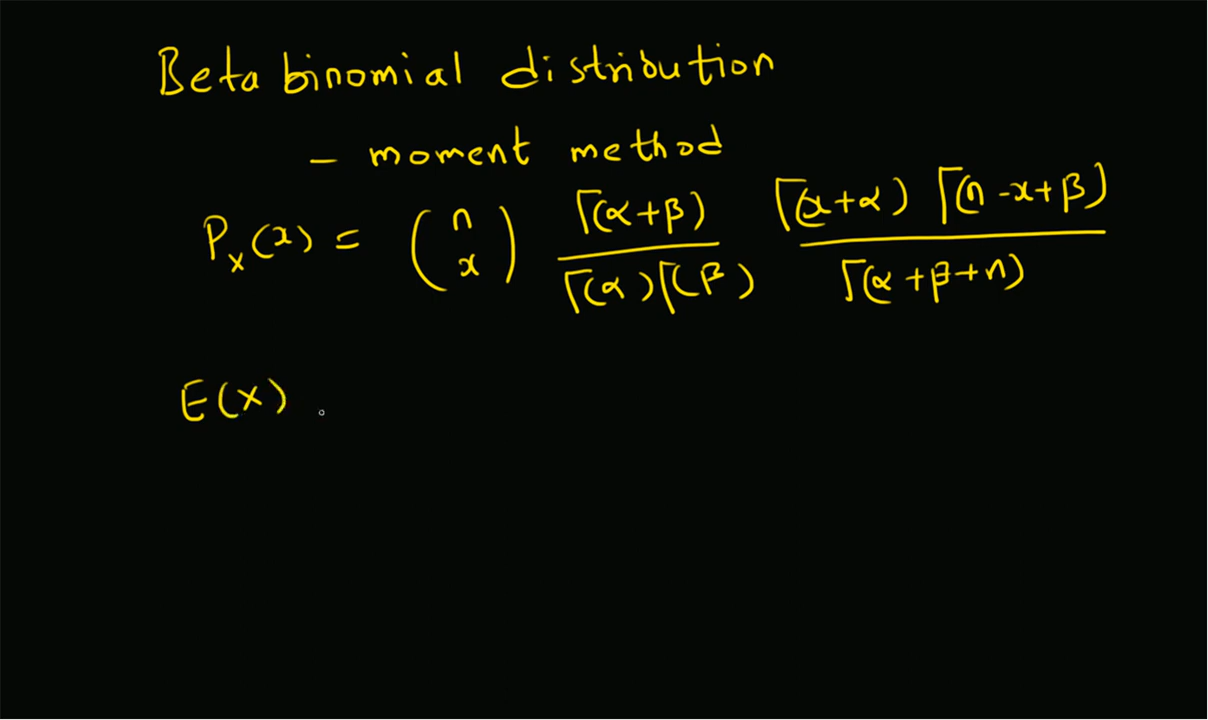 Beta binomial distribution
- moment method
Pₓ(x) = (n x) Γ(α+β) / Γ(α)Γ(β) Γ(x+α) Γ(n-x+β) / Γ(α+β+n)
E(X)